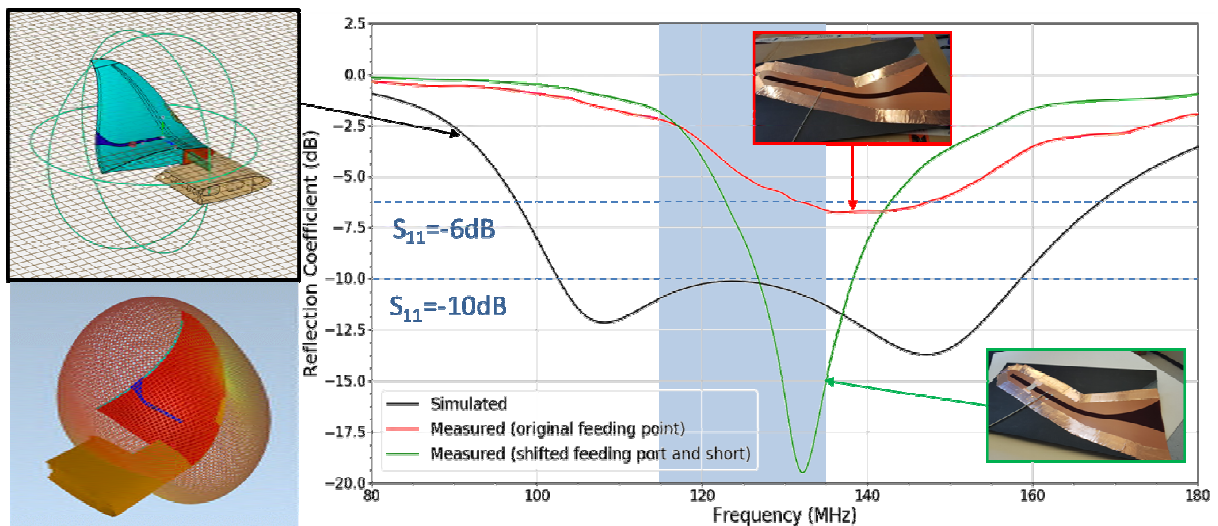 2.5
0.0
-2.5
-5.0
-7.5
-10.0
-12.5
-15.0
-17.5
-20.0
Reflection Coefficient (dB)
S11=-6dB
S11=-10dB
Simulated
Measured (original feeding point)
Measured (shifted feeding port and short)
80 100 120 140 160 180
Frequency (MHz)